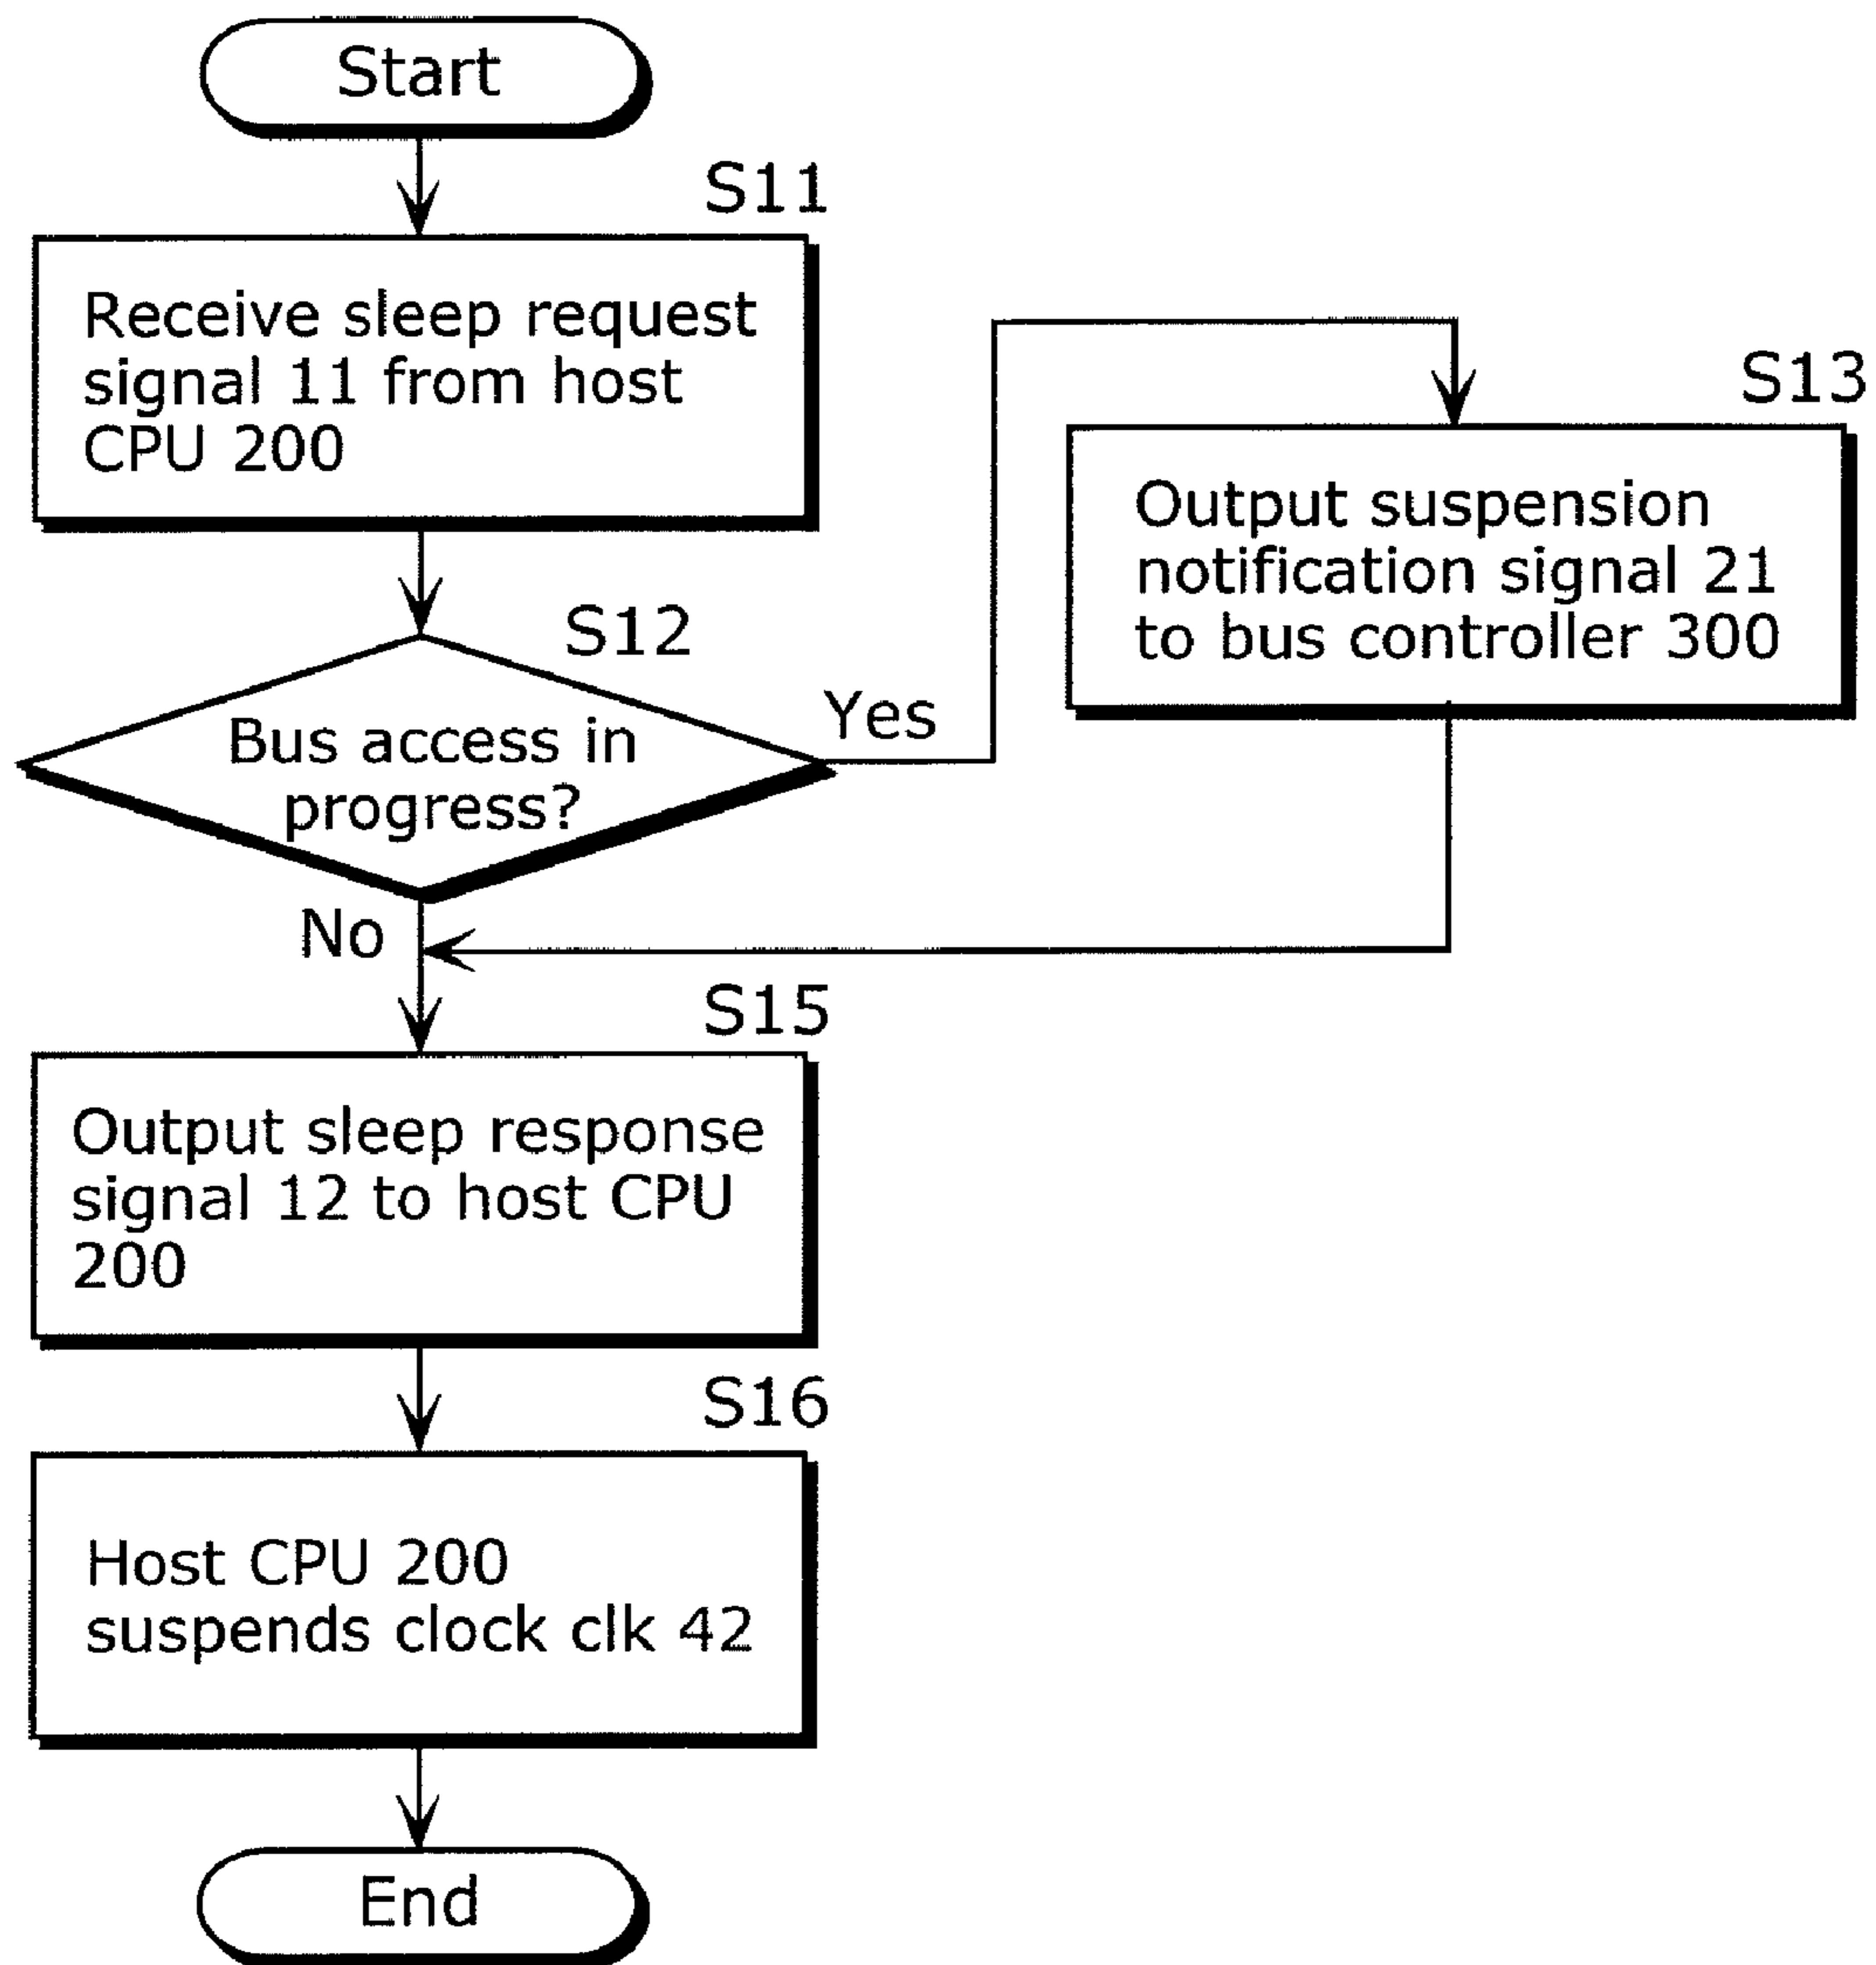 Start
S11
Receive sleep request
signal 11 from host
CPU 200
S13
Output suspension
notification signal 21
to bus controller 300
S12
Bus access in
progress?
Yes
No
S15
Output sleep response
signal 12 to host CPU
200
S16
Host CPU 200
suspends clock clk 42
End